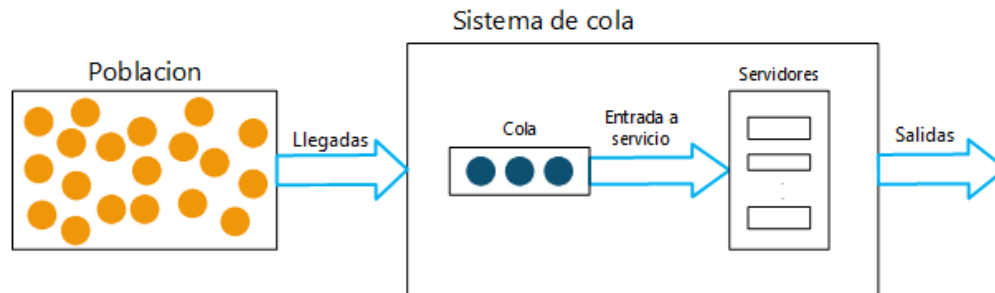 Sistema de cola
Poblacion
Servidores
Llegadas
Cola
Entrada a
servicio
Salidas